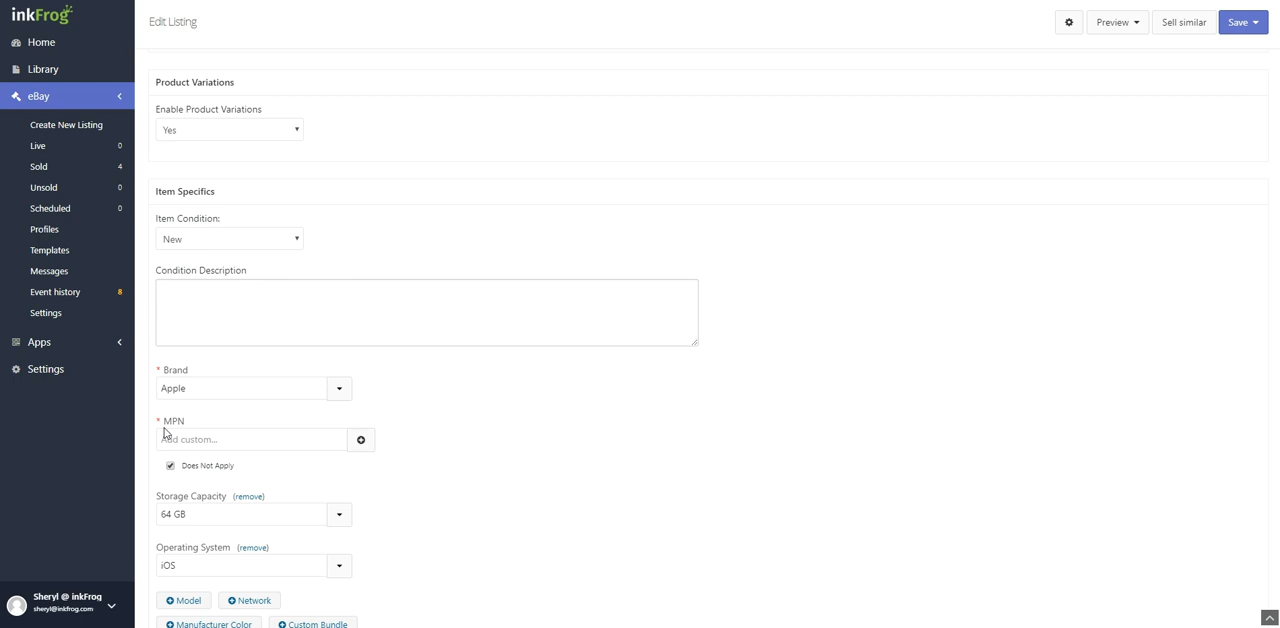 inkFrog
Edit Listing
Preview
Sell similar
Save
Home
Library
eBay
Create New Listing
Live 0
Sold 4
Unsold 0
Scheduled 0
Profiles
Templates
Messages
Event history 8
Settings
Apps
Settings
Sheryl @ inkFrog
sheryl@inkfrog.com
Product Variations
Enable Product Variations
Yes
Item Specifics
Item Condition:
New
Condition Description
* Brand
Apple
* MPN
Add custom...
Does Not Apply
Storage Capacity (remove)
64 GB
Operating System (remove)
iOS
Model Network
Manufacturer Color Custom Bundle